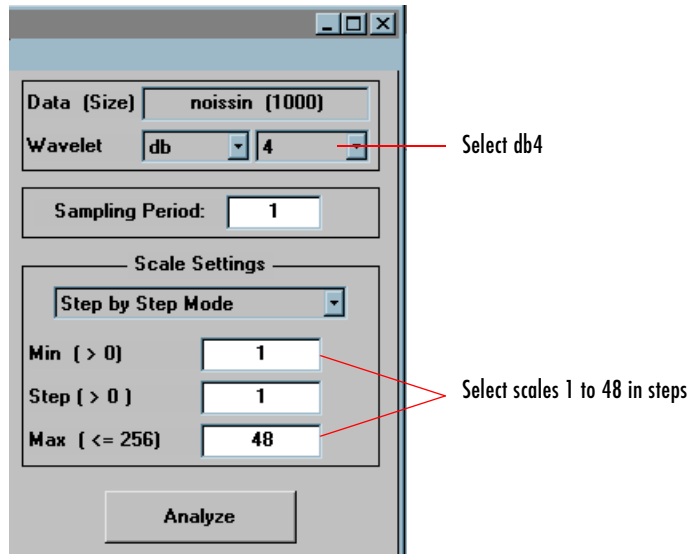 Data (Size) noissin (1000)
Wavelet db 4
Select db4
Sampling Period: 1
Scale Settings
Step by Step Mode
Min ( > 0) 1
Step ( > 0 ) 1
Select scales 1 to 48 in steps
Max ( <= 256) 48
Analyze